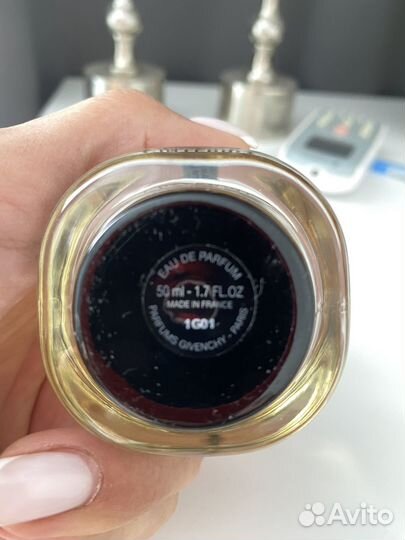 EAU DE PARFUM
50 ml - 1.7 FL.OZ
MADE IN FRANCE
1G01
PARFUMS GIVENCHY - PARIS
Avito